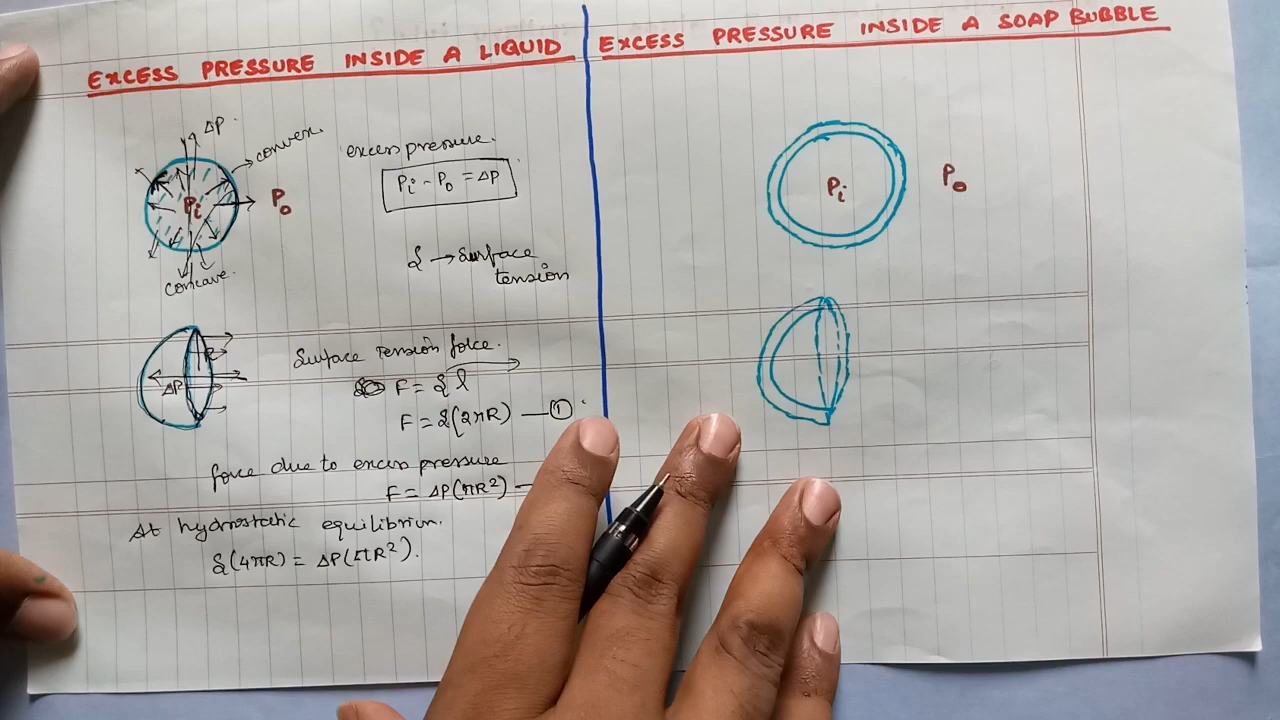 EXCESS PRESSURE INSIDE A LIQUID
EXCESS PRESSURE INSIDE A SOAP BUBBLE
ΔP
convex
Pi
P0
concave
excess pressure.
Pi - P0 = ΔP
S → Surface
tension
Pi
P0
ΔP
R
Surface Tension force.
F = S l
F = S(2πR) — ①
force due to excess pressure
F = ΔP(πR²) —
At hydrostatic equilibrium.
S(4πR) = ΔP(πR²).